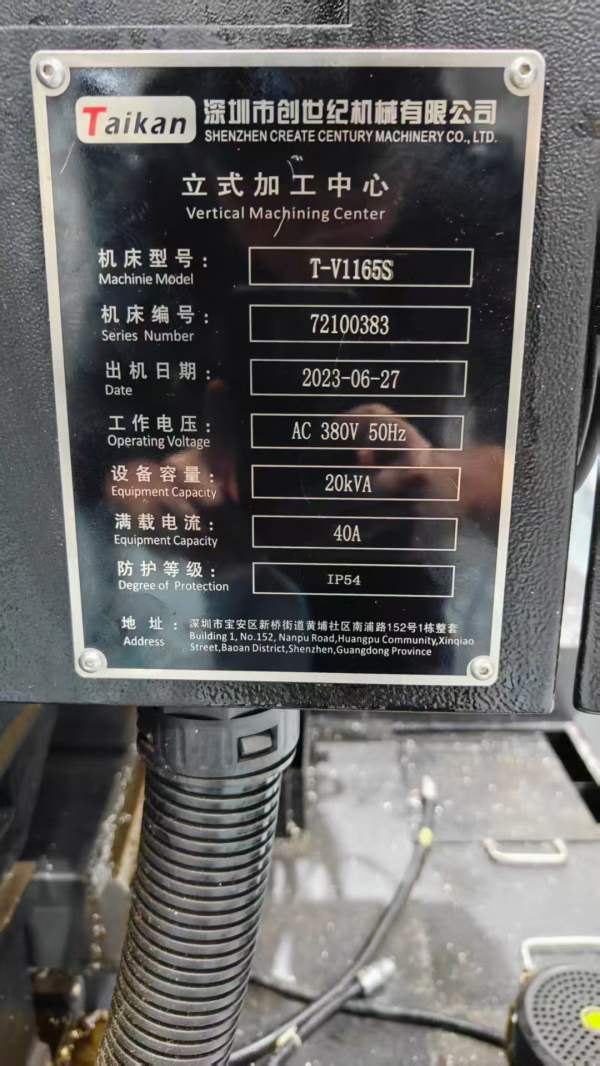 Taikan 深圳市创世纪机械有限公司
SHENZHEN CREATE CENTURY MACHINERY CO., LTD.
立式加工中心
Vertical Machining Center
机床型号: T-V1165S
Machinie Model
机床编号: 72100383
Series Number
出机日期: 2023-06-27
Date
工作电压: AC 380V 50Hz
Operating Voltage
设备容量: 20kVA
Equipment Capacity
满载电流: 40A
Equipment Capacity
防护等级: IP54
Degree of Protection
地址: 深圳市宝安区新桥街道黄埔社区南浦路152号1栋整套
Address Building 1, No.152, Nanpu Road,Huangpu Community,Xinqiao
Street,Baoan District,Shenzhen,Guangdong Province